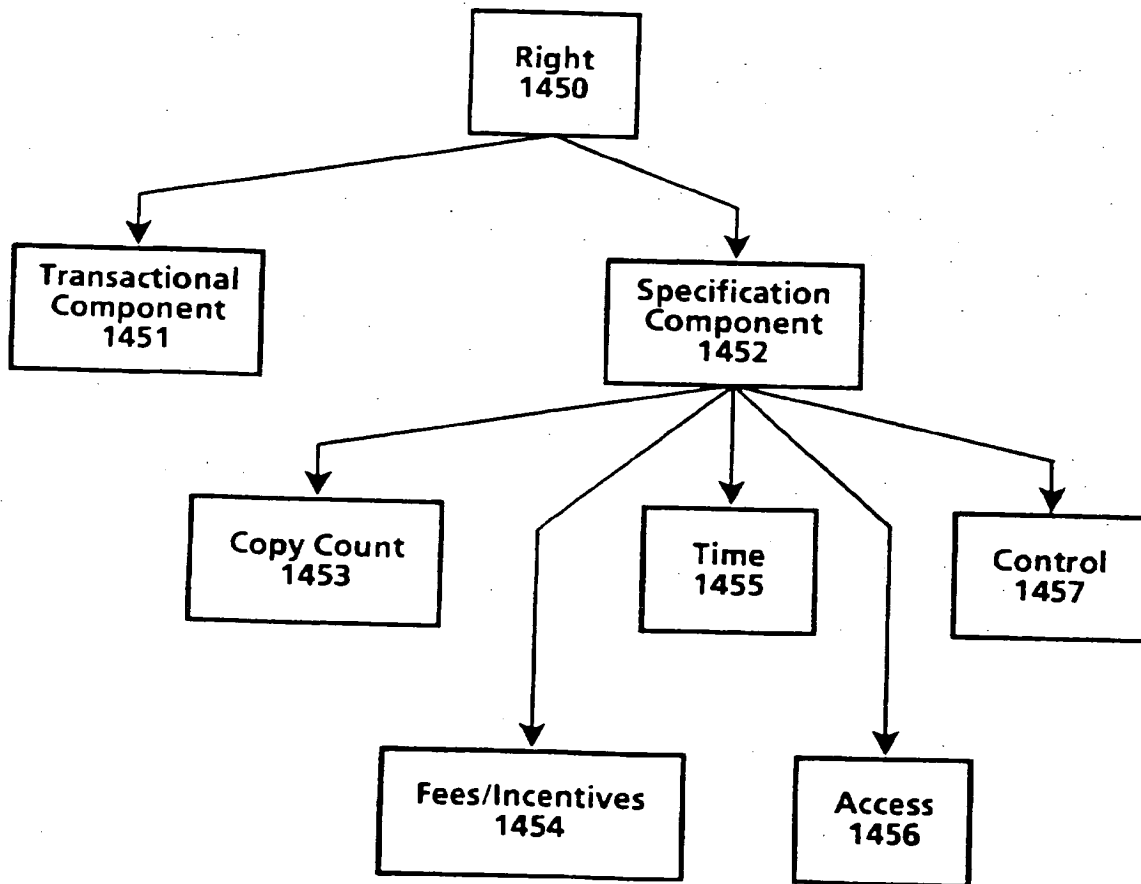 Right
1450
Transactional
Component
1451
Specification
Component
1452
Copy Count
1453
Time
1455
Control
1457
Fees/Incentives
1454
Access
1456